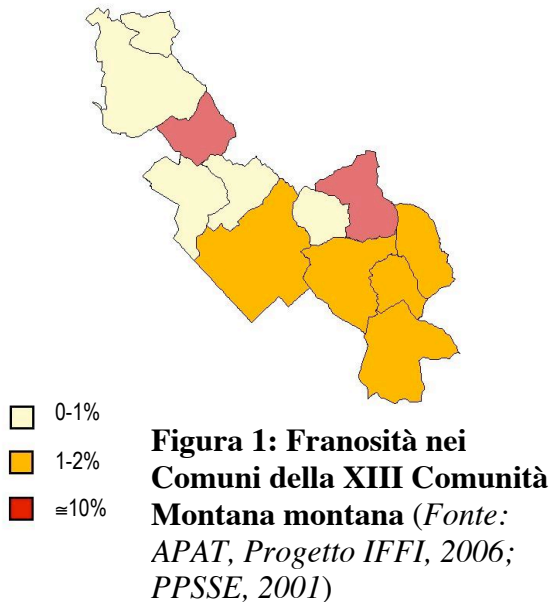 0-1%
1-2%
≅10%
Figura 1: Franosità nei
Comuni della XIII Comunità
Montana montana (Fonte:
APAT, Progetto IFFI, 2006;
PPSSE, 2001)